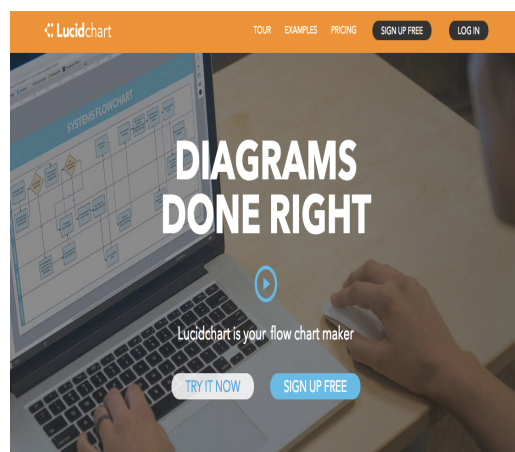 Lucidchart
TOUR EXAMPLES PRICING SIGN UP FREE LOG IN
SYSTEMS FLOWCHART
DIAGRAMS
DONE RIGHT
Lucidchart is your flow chart maker
TRY IT NOW SIGN UP FREE